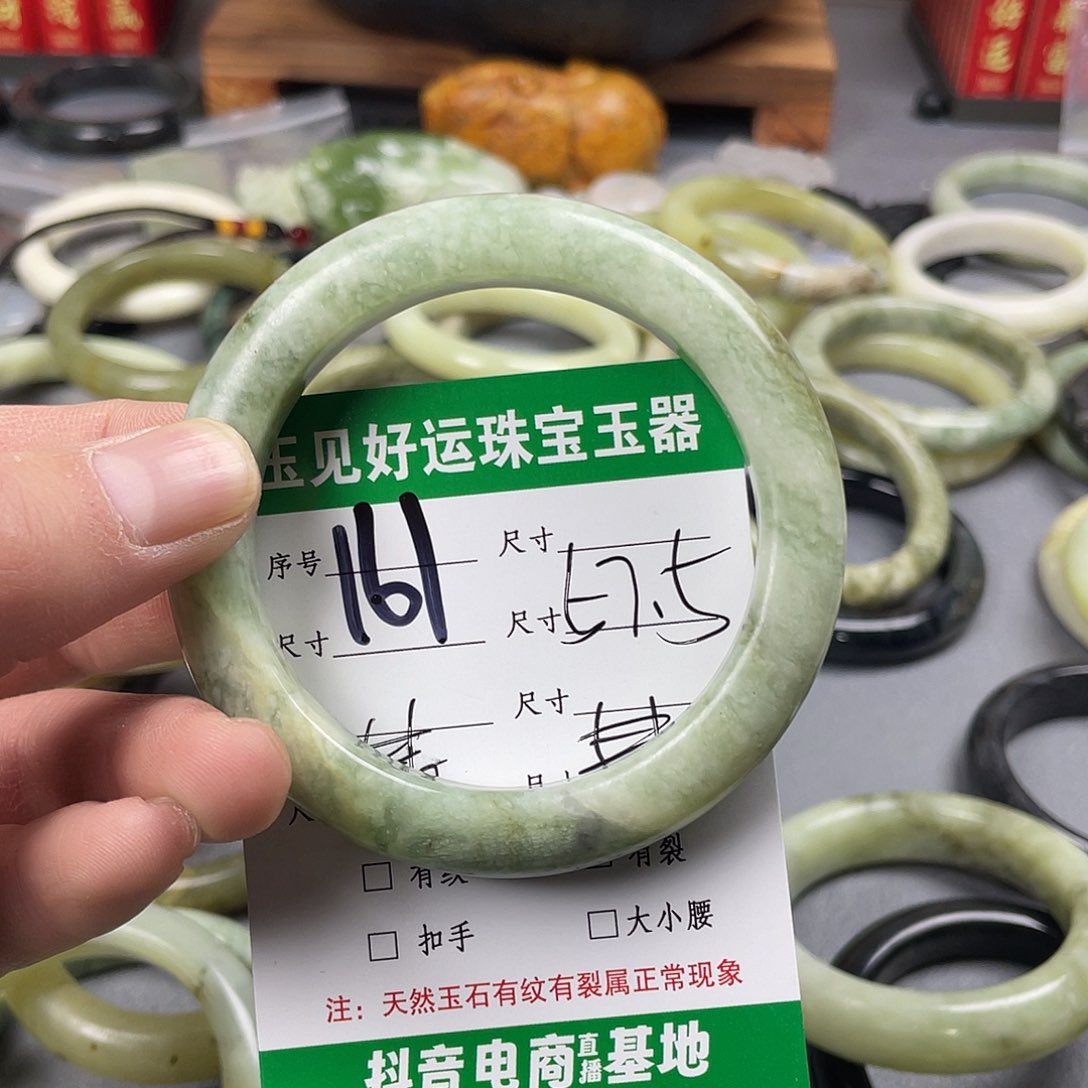 玉见好运珠宝玉器
序号 161 尺寸
尺寸 尺寸 57.5
尺寸
有纹 有裂
扣手 大小腰
注：天然玉石有纹有裂属正常现象
抖音电商直播基地